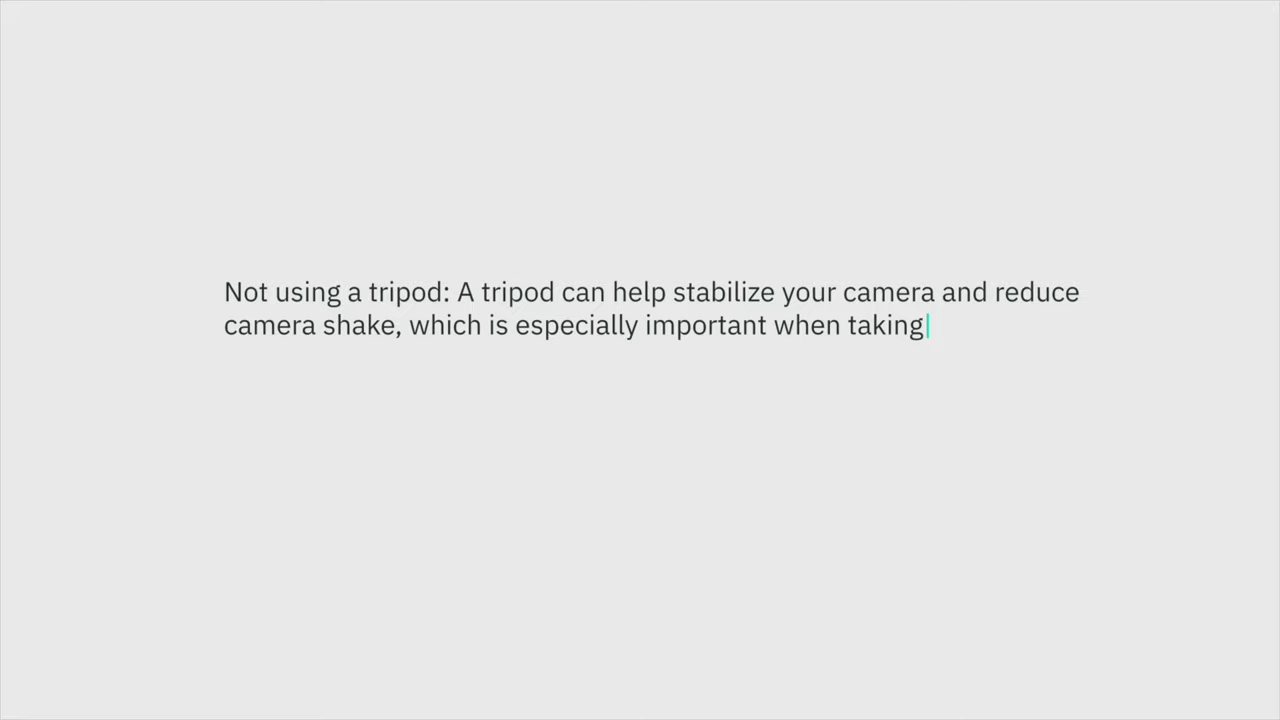 Not using a tripod: A tripod can help stabilize your camera and reduce
camera shake, which is especially important when taking